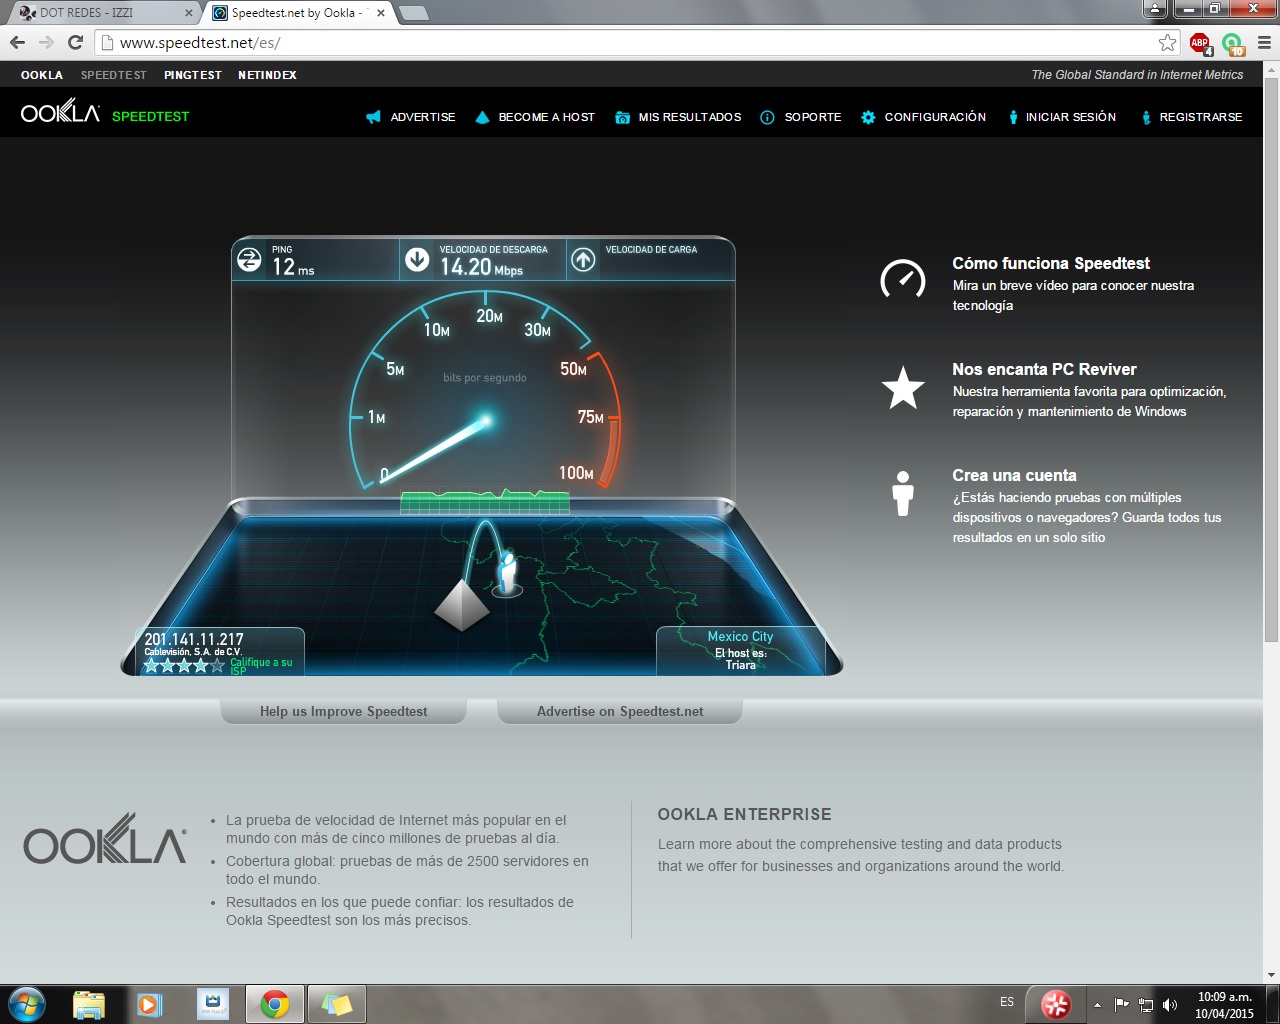 DOT REDES - IZZI
Speedtest.net by Ookla -
www.speedtest.net/es/
ABP
4
10
OOKLA SPEEDTEST PINGTEST NETINDEX
The Global Standard in Internet Metrics
OOKLA SPEEDTEST
ADVERTISE
BECOME A HOST
MIS RESULTADOS
SOPORTE
CONFIGURACIÓN
INICIAR SESIÓN
REGISTRARSE
PING
12 ms
VELOCIDAD DE DESCARGA
14.20 Mbps
VELOCIDAD DE CARGA
0
1M
5M
10M
20M
30M
50M
75M
100M
bits por segundo
Cómo funciona Speedtest
Mira un breve vídeo para conocer nuestra
tecnología
Nos encanta PC Reviver
Nuestra herramienta favorita para optimización,
reparación y mantenimiento de Windows
Crea una cuenta
¿Estás haciendo pruebas con múltiples
dispositivos o navegadores? Guarda todos tus
resultados en un solo sitio
201.141.11.217
Cablevisión, S.A. de C.V.
Califique a su
ISP
Mexico City
El host es:
Triara
Help us Improve Speedtest
Advertise on Speedtest.net
OOKLA
La prueba de velocidad de Internet más popular en el
mundo con más de cinco millones de pruebas al día.
Cobertura global: pruebas de más de 2500 servidores en
todo el mundo.
Resultados en los que puede confiar: los resultados de
Ookla Speedtest son los más precisos.
OOKLA ENTERPRISE
Learn more about the comprehensive testing and data products
that we offer for businesses and organizations around the world.
ES
10:09 a.m.
10/04/2015